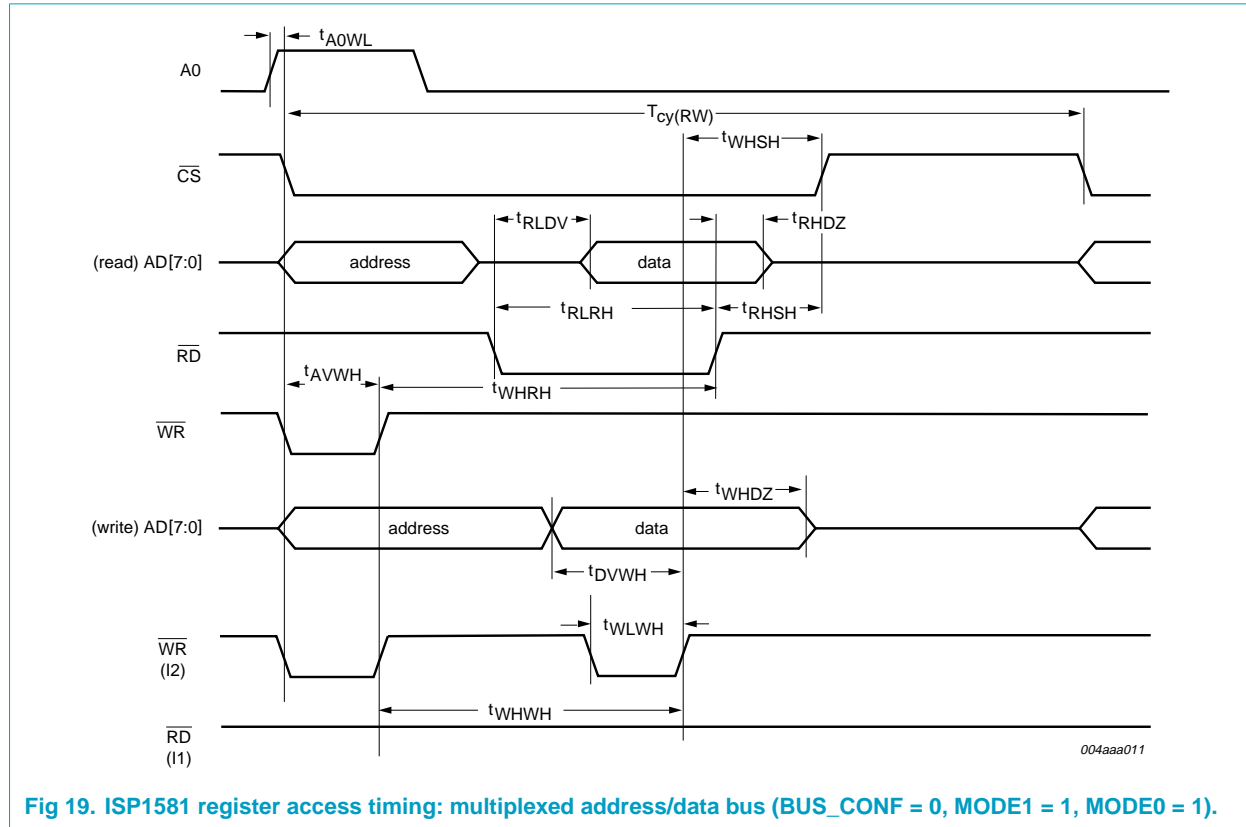 tA0WL
A0
Tcy(RW)
tWHSH
CS
tRLDV
tRHDZ
(read) AD[7:0]
address
data
tRLRH
tRHSH
RD
tAVWH
tWHRH
WR
tWHDZ
(write) AD[7:0]
address
data
tDVWH
tWLWH
WR
(I2)
tWHWH
RD
(I1)
004aaa011
Fig 19. ISP1581 register access timing: multiplexed address/data bus (BUS_CONF = 0, MODE1 = 1, MODE0 = 1).